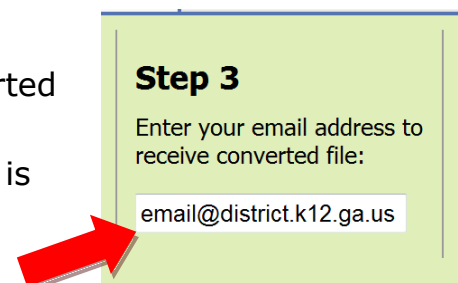 rted
is
Step 3
Enter your email address to
receive converted file:
email@district.k12.ga.us